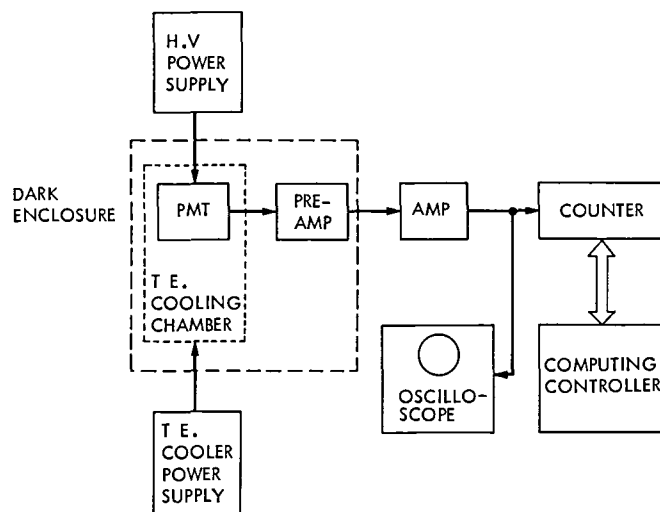 H.V
POWER
SUPPLY
DARK
ENCLOSURE
PMT
PRE-
AMP
AMP
COUNTER
T E.
COOLING
CHAMBER
OSCILLO-
SCOPE
COMPUTING
CONTROLLER
T E.
COOLER
POWER
SUPPLY